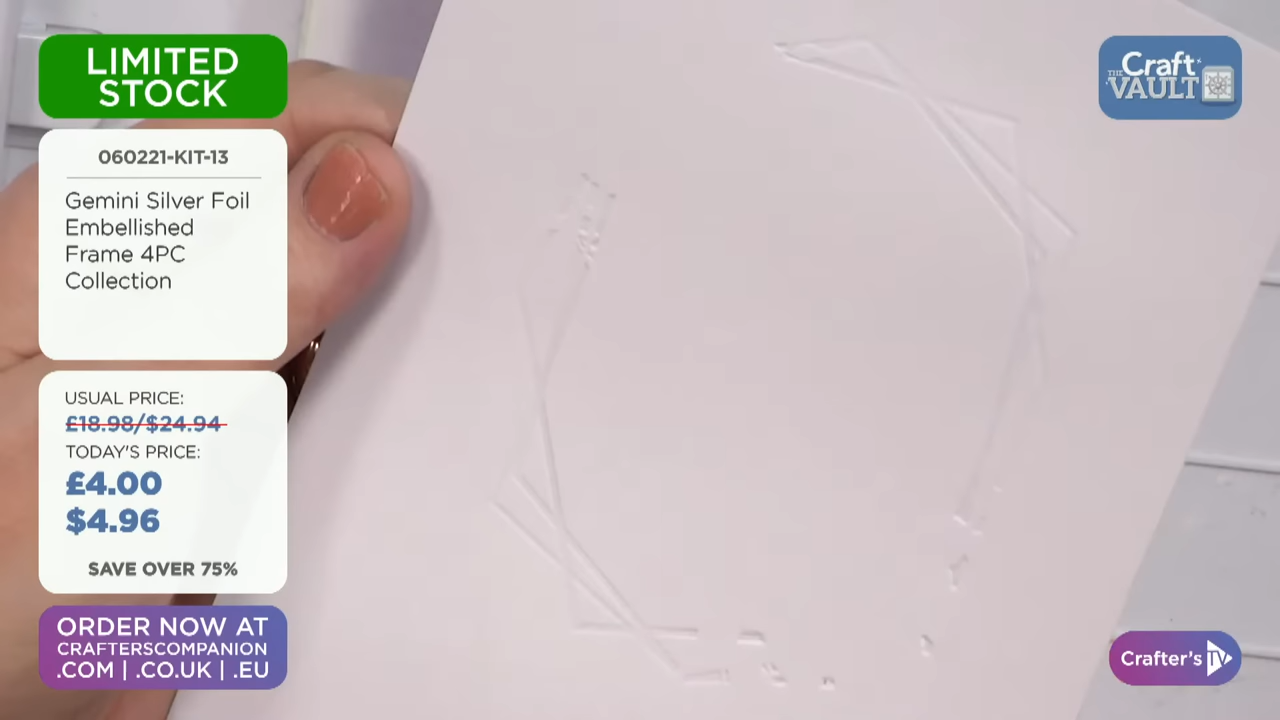 LIMITED
STOCK
060221-KIT-13
Gemini Silver Foil
Embellished
Frame 4PC
Collection
USUAL PRICE:
£18.98/$24.94
TODAY'S PRICE:
£4.00
$4.96
SAVE OVER 75%
ORDER NOW AT
CRAFTERSCOMPANION
.COM | .CO.UK | .EU
THE Craft
VAULT
Crafter's TV